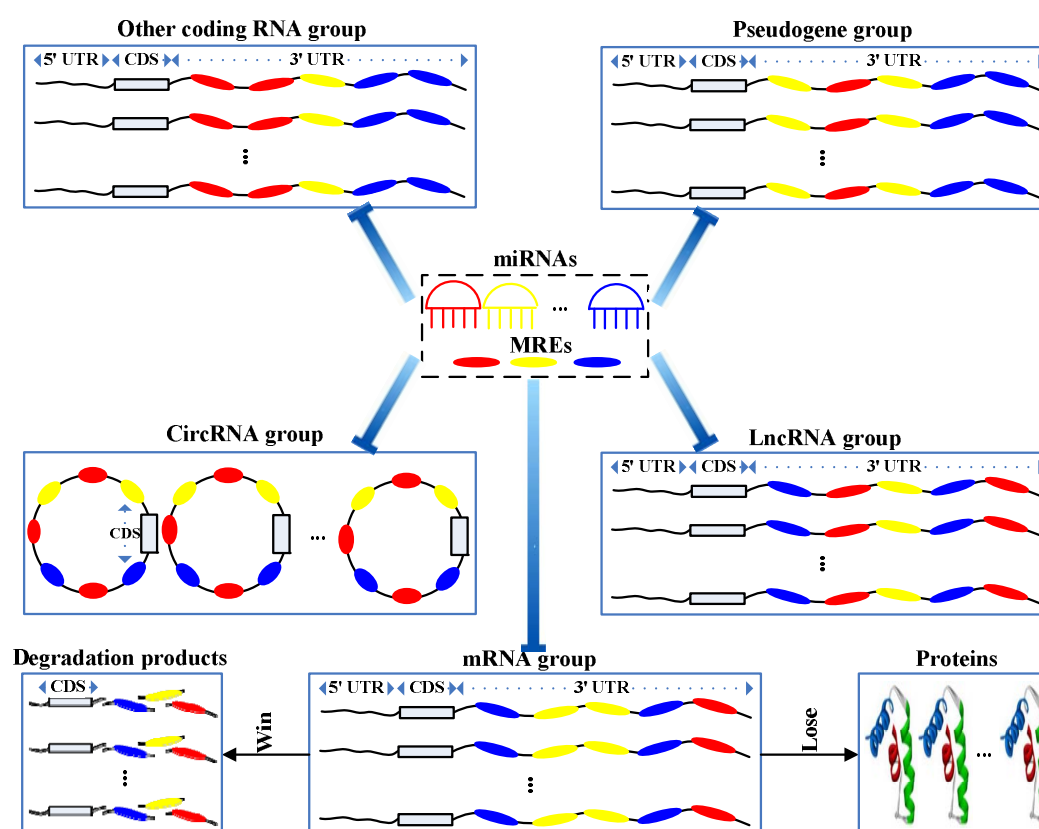 Other coding RNA group
5' UTR CDS 3' UTR
...
Pseudogene group
5' UTR CDS 3' UTR
...
miRNAs
...
MREs
CircRNA group
CDS
...
LncRNA group
5' UTR CDS 3' UTR
...
Degradation products
CDS
...
Win
mRNA group
5' UTR CDS 3' UTR
...
Lose
Proteins
...